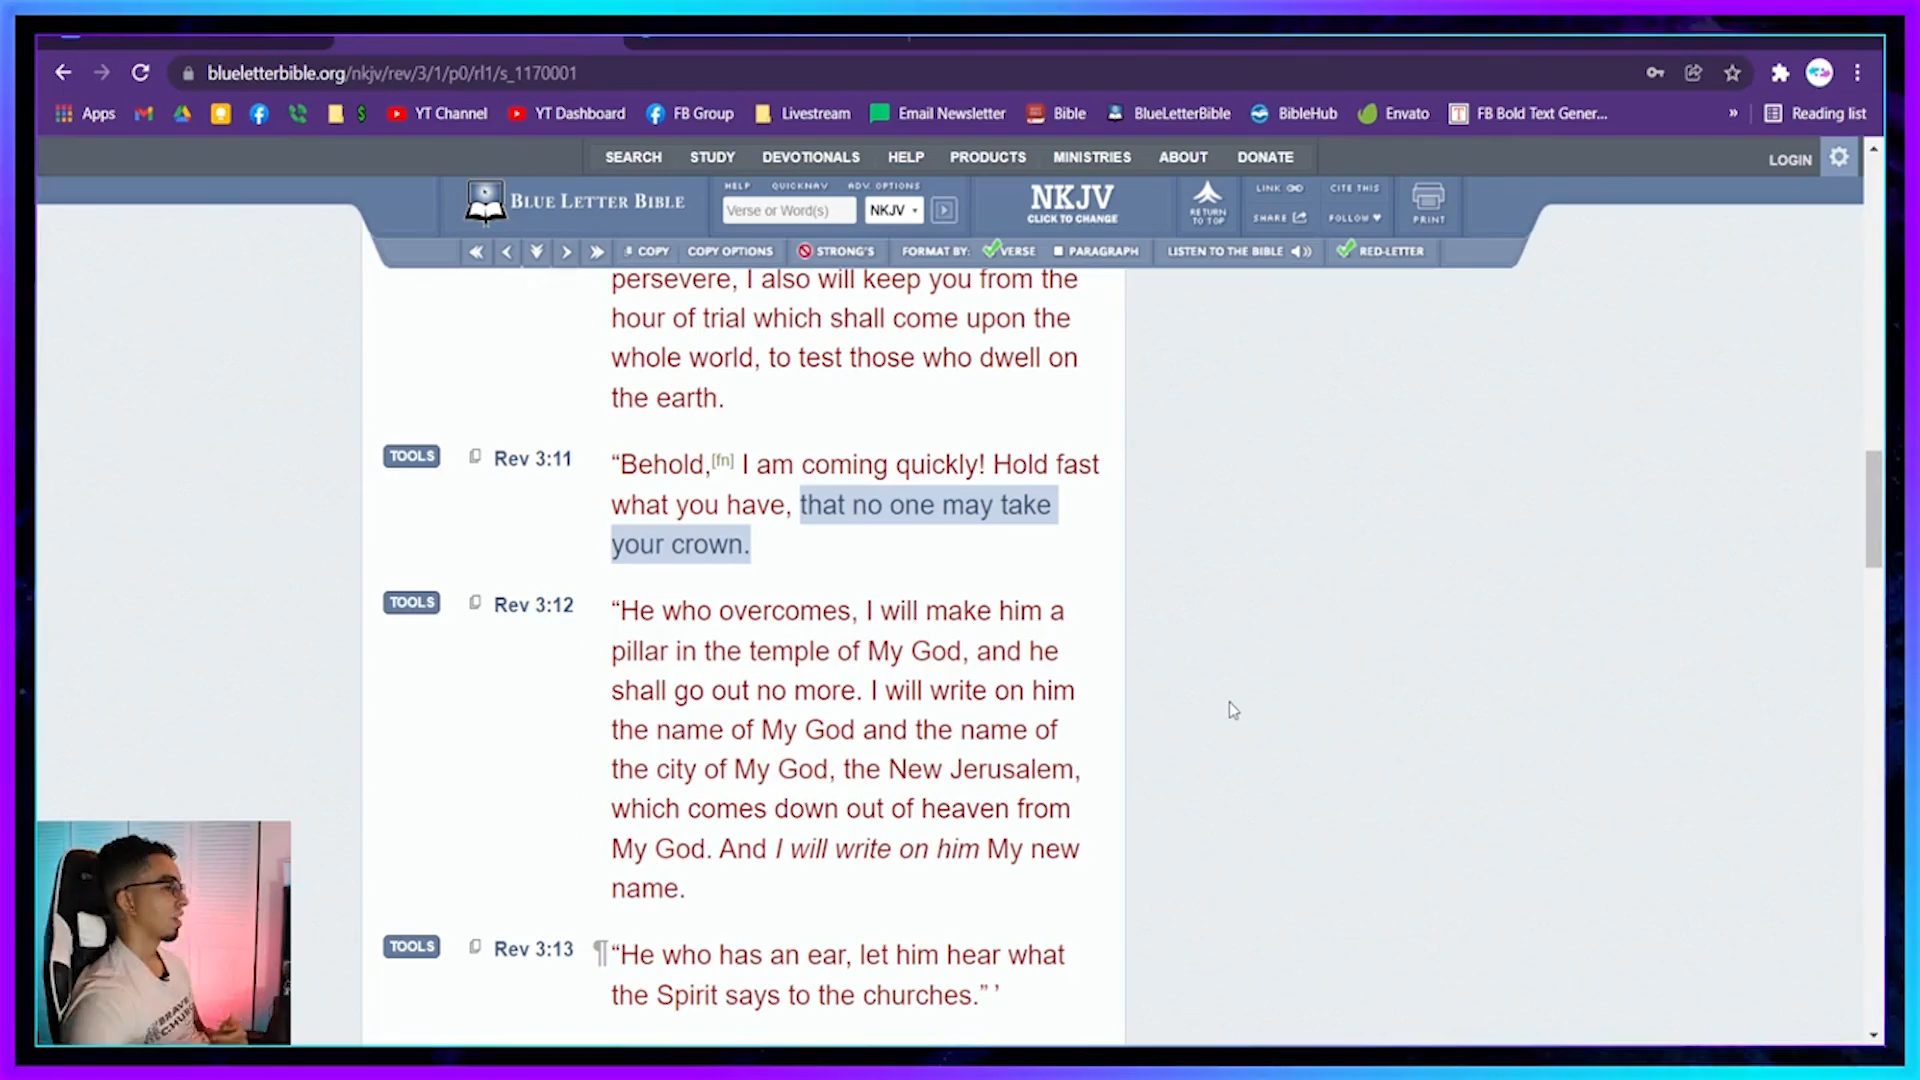 blueletterbible.org/nkjv/rev/3/1/p0/rl1/s_1170001
Apps $ YT Channel YT Dashboard FB Group Livestream Email Newsletter Bible BlueLetterBible BibleHub Envato T FB Bold Text Gener... » Reading list
SEARCH STUDY DEVOTIONALS HELP PRODUCTS MINISTRIES ABOUT DONATE LOGIN
HELP QUICKNAV ADV. OPTIONS
BLUE LETTER BIBLE
Verse or Word(s) NKJV
NKJV
CLICK TO CHANGE
RETURN
TO TOP
LINK CITE THIS
SHARE FOLLOW
PRINT
COPY COPY OPTIONS STRONG'S FORMAT BY: VERSE PARAGRAPH LISTEN TO THE BIBLE RED-LETTER
persevere, I also will keep you from the
hour of trial which shall come upon the
whole world, to test those who dwell on
the earth.
TOOLS Rev 3:11 “Behold,[fn] I am coming quickly! Hold fast
what you have, that no one may take
your crown.
TOOLS Rev 3:12 “He who overcomes, I will make him a
pillar in the temple of My God, and he
shall go out no more. I will write on him
the name of My God and the name of
the city of My God, the New Jerusalem,
which comes down out of heaven from
My God. And I will write on him My new
name.
TOOLS Rev 3:13 ¶“He who has an ear, let him hear what
the Spirit says to the churches.” ’
BRAVE
CHURCH